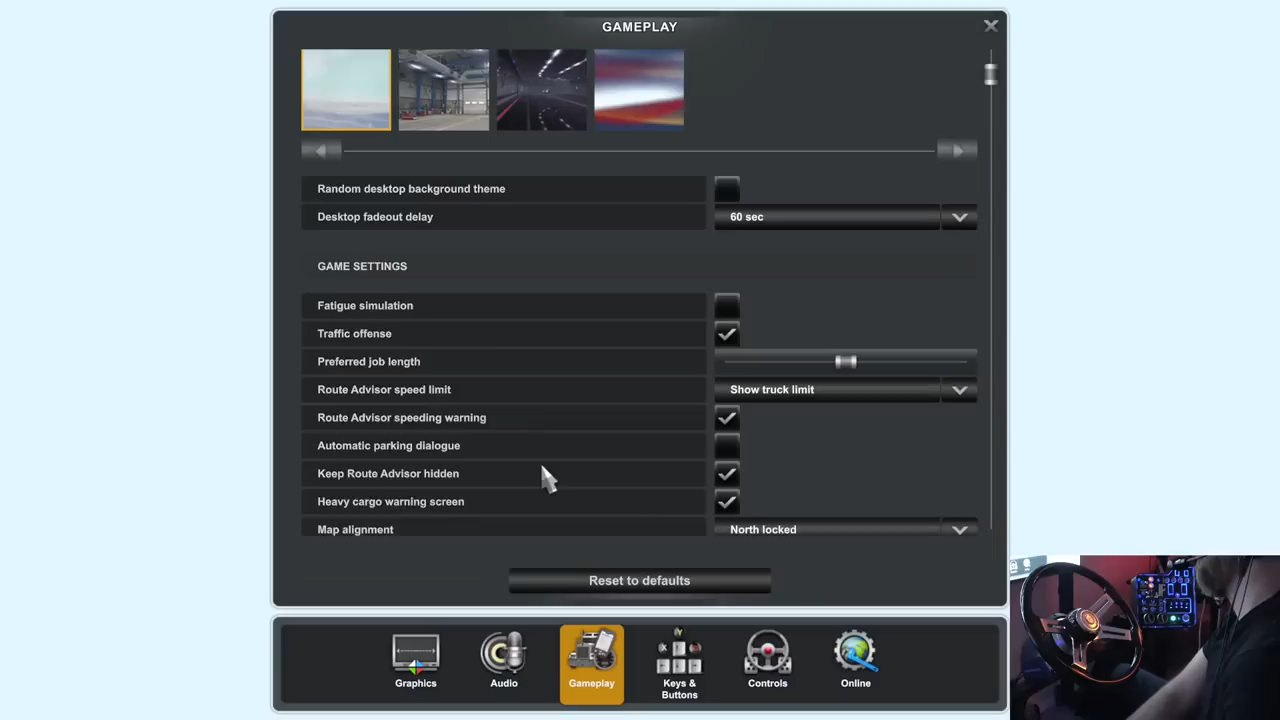 GAMEPLAY
Random desktop background theme
Desktop fadeout delay
60 sec
GAME SETTINGS
Fatigue simulation
Traffic offense
Preferred job length
Route Advisor speed limit
Show truck limit
Route Advisor speeding warning
Automatic parking dialogue
Keep Route Advisor hidden
Heavy cargo warning screen
Map alignment
North locked
Reset to defaults
Graphics
Audio
Gameplay
Keys &
Buttons
Controls
Online